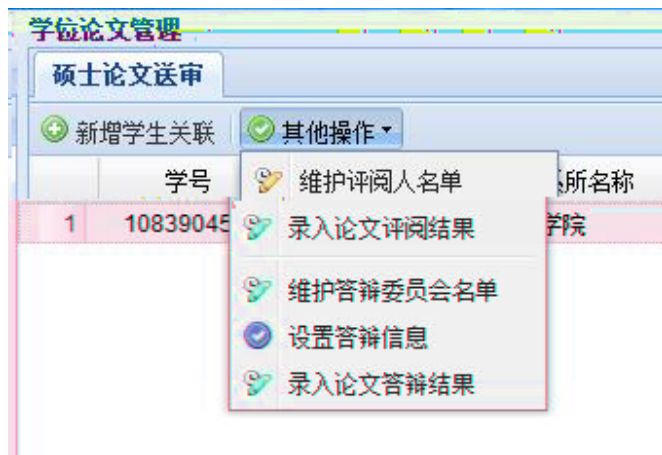 学位论文管理
硕士论文送审
新增学生关联 其他操作
学号 所名称
1 10839045 学院
维护评阅人名单
录入论文评阅结果
维护答辩委员会名单
设置答辩信息
录入论文答辩结果